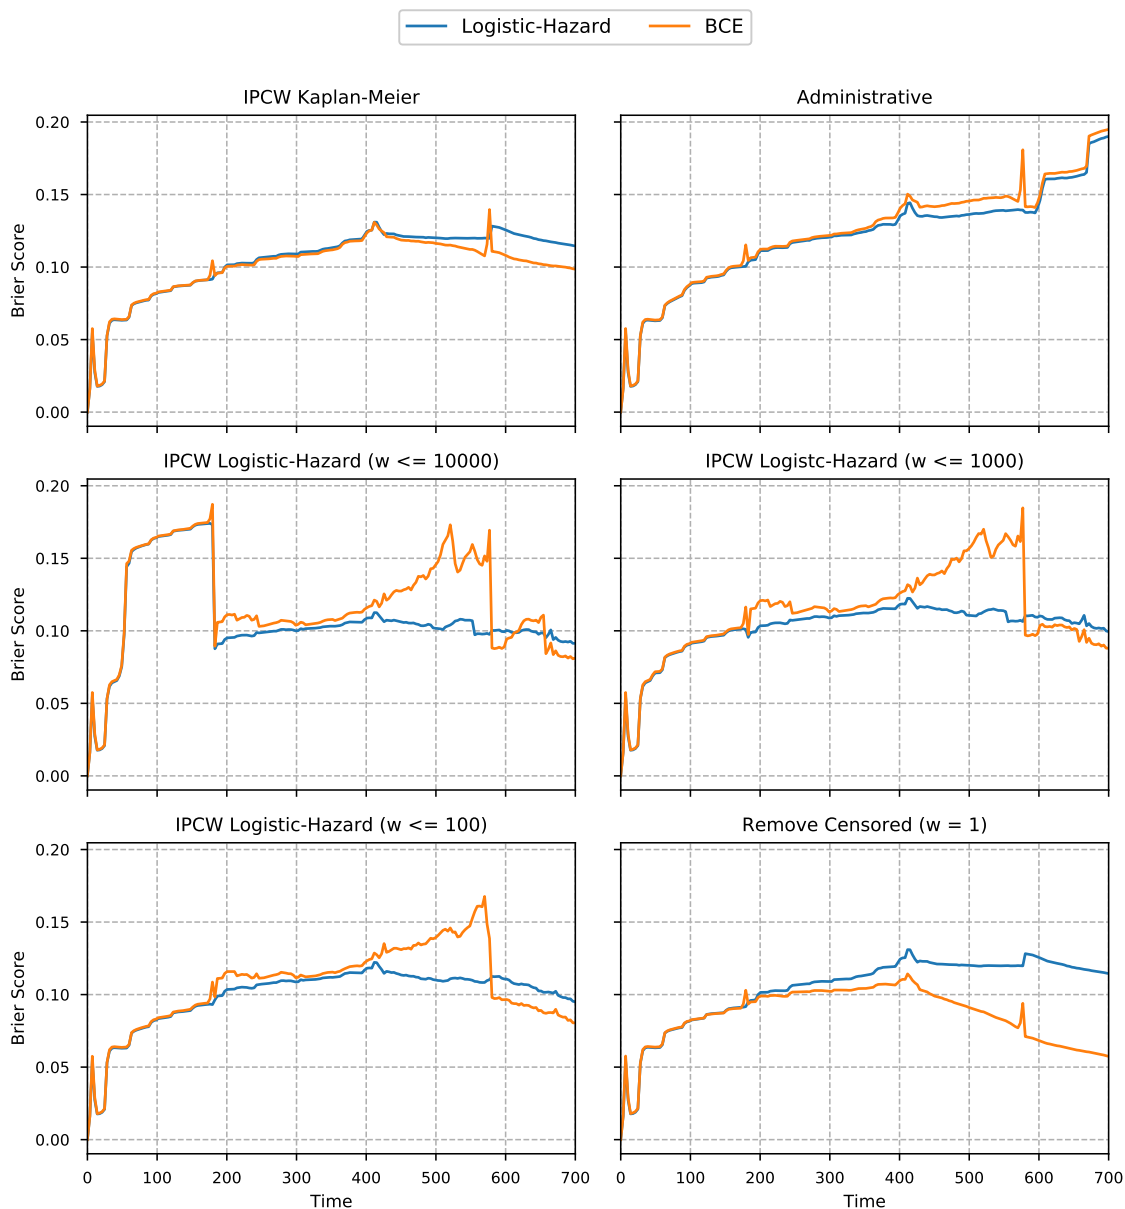 Logistic-Hazard BCE
IPCW Kaplan-Meier
Administrative
Brier Score
0.20
0.15
0.10
0.05
0.00
IPCW Logistic-Hazard (w <= 10000)
IPCW Logistc-Hazard (w <= 1000)
Brier Score
0.20
0.15
0.10
0.05
0.00
IPCW Logistic-Hazard (w <= 100)
Remove Censored (w = 1)
Brier Score
0.20
0.15
0.10
0.05
0.00
0 100 200 300 400 500 600 700
0 100 200 300 400 500 600 700
Time
Time